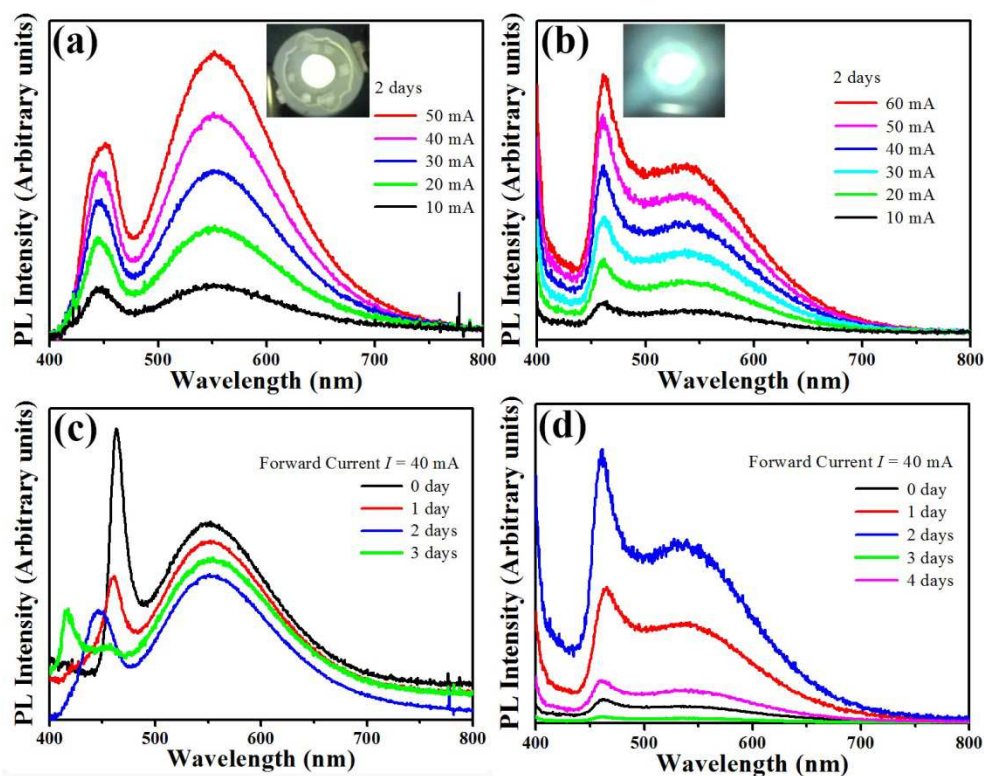 (a)
2 days
50 mA
40 mA
30 mA
20 mA
10 mA
PL Intensity (Arbitrary units)
400 500 600 700 800
Wavelength (nm)
(b)
2 days
60 mA
50 mA
40 mA
30 mA
20 mA
10 mA
PL Intensity (Arbitrary units)
400 500 600 700 800
Wavelength (nm)
(c)
Forward Current I = 40 mA
0 day
1 day
2 days
3 days
PL Intensity (Arbitrary units)
400 500 600 700 800
Wavelength (nm)
(d)
Forward Current I = 40 mA
0 day
1 day
2 days
3 days
4 days
PL Intensity (Arbitrary units)
400 500 600 700 800
Wavelength (nm)